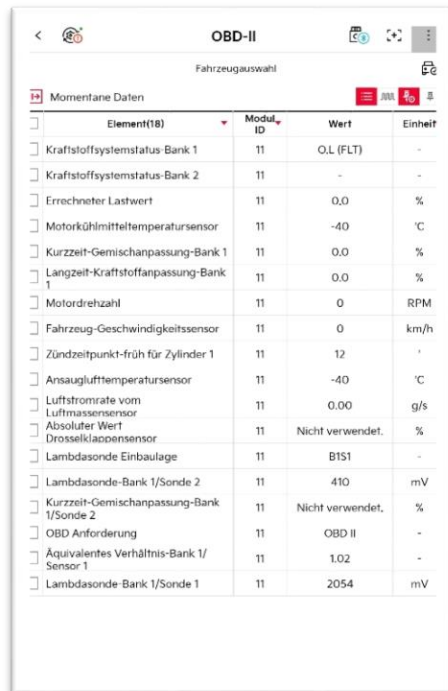 OBD-II
Fahrzeugauswahl
Momentane Daten
Element(18) Modul ID Wert Einheit
Kraftstoffsystemstatus-Bank 1 11 O.L (FLT) -
Kraftstoffsystemstatus-Bank 2 11 - -
Errechneter Lastwert 11 0.0 %
Motorkühlmitteltemperatursensor 11 -40 'C
Kurzzeit-Gemischanpassung-Bank 1 11 0.0 %
Langzeit-Kraftstoffanpassung-Bank 1 11 0.0 %
Motordrehzahl 11 0 RPM
Fahrzeug-Geschwindigkeitssensor 11 0 km/h
Zündzeitpunkt-früh für Zylinder 1 11 12 '
Ansauglufttemperatursensor 11 -40 'C
Luftstromrate vom Luftmassensensor 11 0.00 g/s
Absoluter Wert Drosselklappensensor 11 Nicht verwendet. %
Lambdasonde Einbaulage 11 B1S1 -
Lambdasonde-Bank 1/Sonde 2 11 410 mV
Kurzzeit-Gemischanpassung-Bank 1/Sonde 2 11 Nicht verwendet. %
OBD Anforderung 11 OBD II -
Äquivalentes Verhältnis-Bank 1/ Sensor 1 11 1.02 -
Lambdasonde-Bank 1/Sonde 1 11 2054 mV